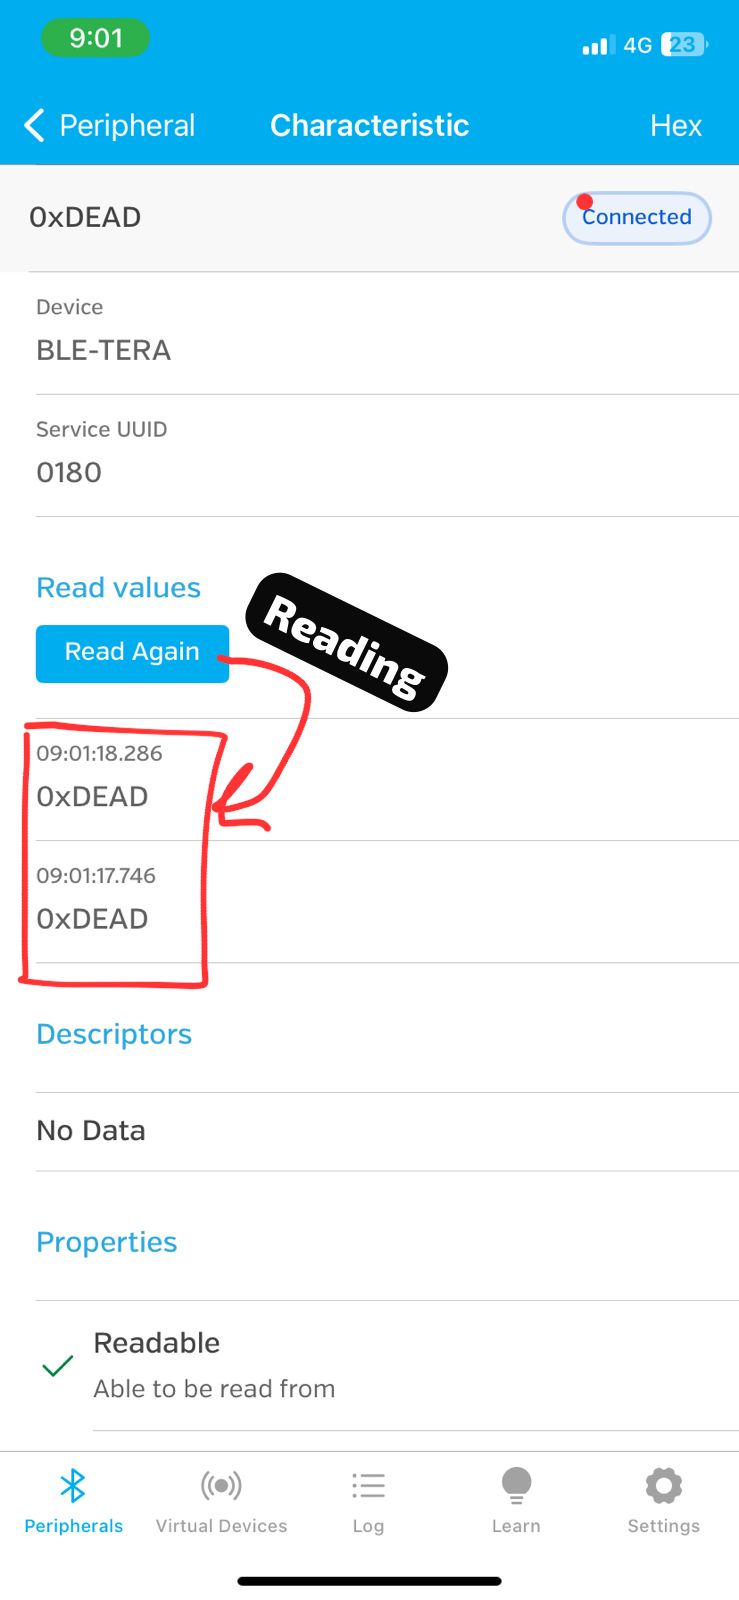 9:01
4G 23
Peripheral Characteristic Hex
0xDEAD Connected
Device
BLE-TERA
Service UUID
0180
Read values
Reading
Read Again
09:01:18.286
0xDEAD
09:01:17.746
0xDEAD
Descriptors
No Data
Properties
Readable
Able to be read from
Peripherals Virtual Devices Log Learn Settings